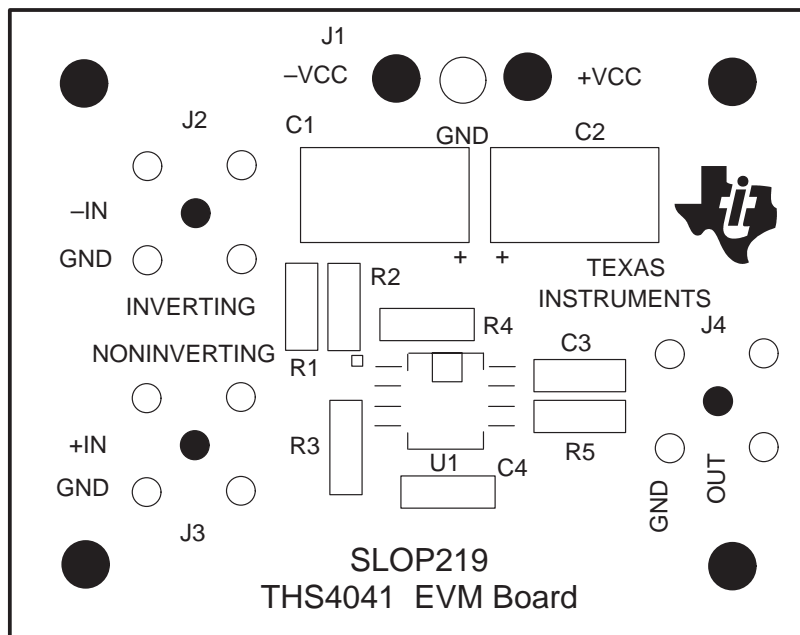 J1
–VCC
+VCC
J2
C1
GND
C2
–IN
GND
+ +
TEXAS
INSTRUMENTS
R2
INVERTING
R4
J4
NONINVERTING
R1
C3
+IN
R3
R5
U1
C4
GND
GND
OUT
J3
SLOP219
THS4041 EVM Board